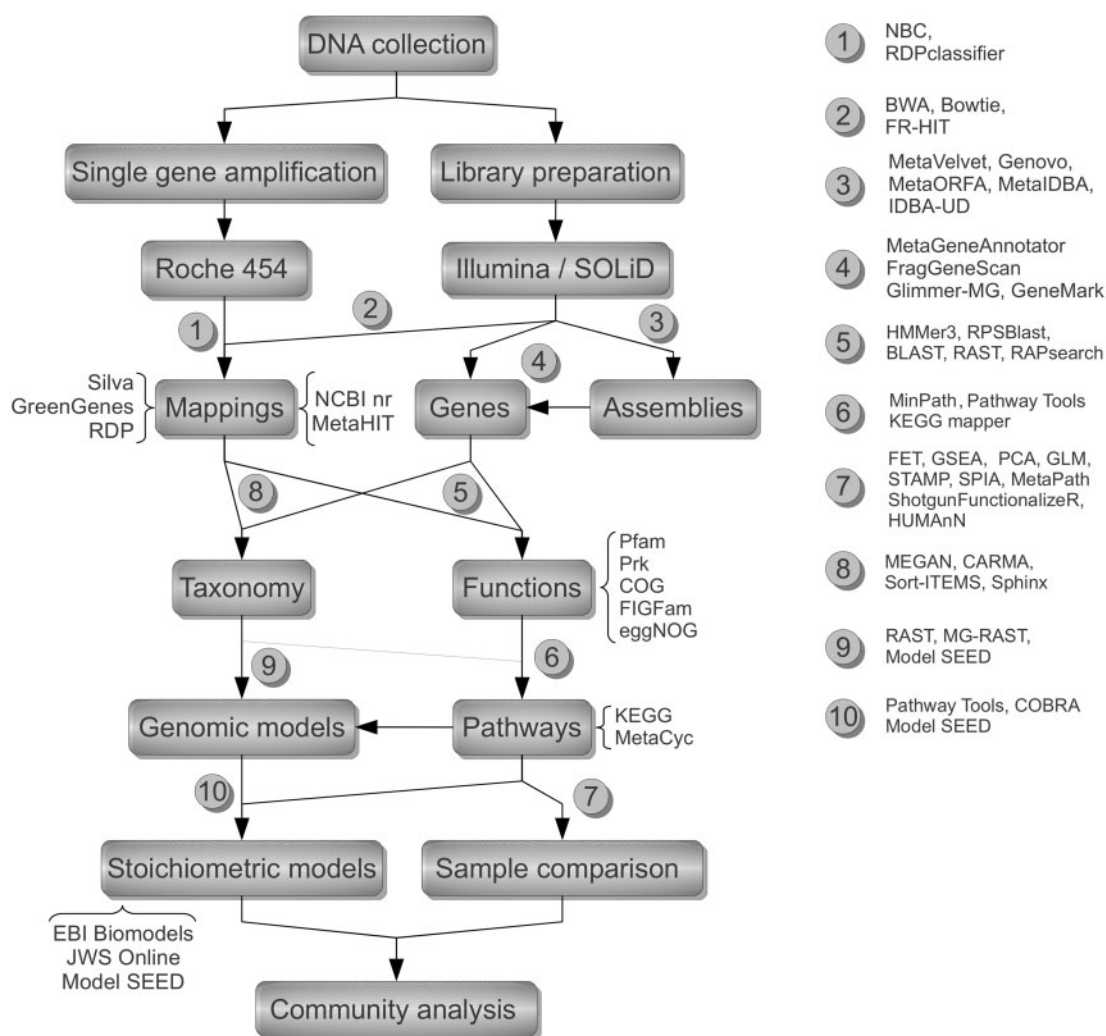 DNA collection
Single gene amplification
Library preparation
Roche 454
Illumina / SOLiD
1
2
3
4
Silva
GreenGenes
RDP
Mappings
NCBI nr
MetaHIT
Genes
Assemblies
8
5
Taxonomy
Functions
Pfam
Prk
COG
FIGFam
eggNOG
9
6
Genomic models
Pathways
KEGG
MetaCyc
10
7
Stoichiometric models
Sample comparison
EBI Biomodels
JWS Online
Model SEED
Community analysis
1
NBC,
RDPclassifier
2
BWA, Bowtie,
FR-HIT
3
MetaVelvet, Genovo,
MetaORFA, MetaIDBA,
IDBA-UD
4
MetaGeneAnnotator
FragGeneScan
Glimmer-MG, GeneMark
5
HMMer3, RPSBlast,
BLAST, RAST, RAPsearch
6
MinPath, Pathway Tools
KEGG mapper
7
FET, GSEA, PCA, GLM,
STAMP, SPIA, MetaPath
ShotgunFunctionalizeR,
HUMAnN
8
MEGAN, CARMA,
Sort-ITEMS, Sphinx
9
RAST, MG-RAST,
Model SEED
10
Pathway Tools, COBRA
Model SEED